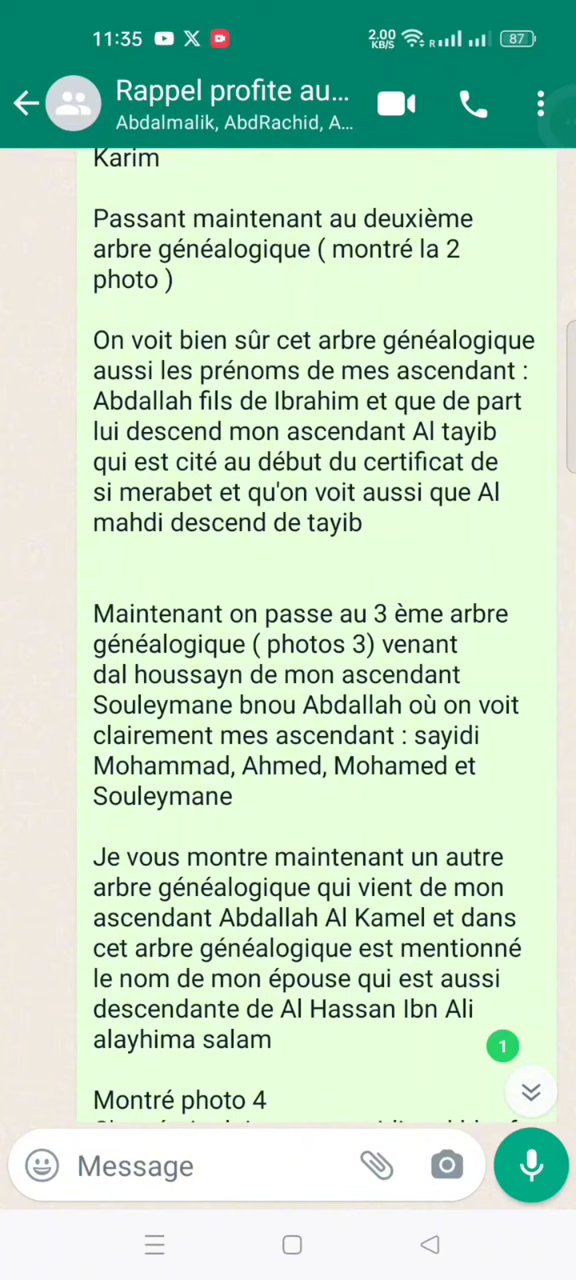 11:35
2.00
KB/S
R
87
Rappel profite au...
Abdalmalik, AbdRachid, A...
Karim
Passant maintenant au deuxième
arbre généalogique ( montré la 2
photo )
On voit bien sûr cet arbre généalogique
aussi les prénoms de mes ascendant :
Abdallah fils de Ibrahim et que de part
lui descend mon ascendant Al tayib
qui est cité au début du certificat de
si merabet et qu'on voit aussi que Al
mahdi descend de tayib
Maintenant on passe au 3 ème arbre
généalogique ( photos 3) venant
dal houssayn de mon ascendant
Souleymane bnou Abdallah où on voit
clairement mes ascendant : sayidi
Mohammad, Ahmed, Mohamed et
Souleymane
Je vous montre maintenant un autre
arbre généalogique qui vient de mon
ascendant Abdallah Al Kamel et dans
cet arbre généalogique est mentionné
le nom de mon épouse qui est aussi
descendante de Al Hassan Ibn Ali
alayhima salam
1
Montré photo 4
Message